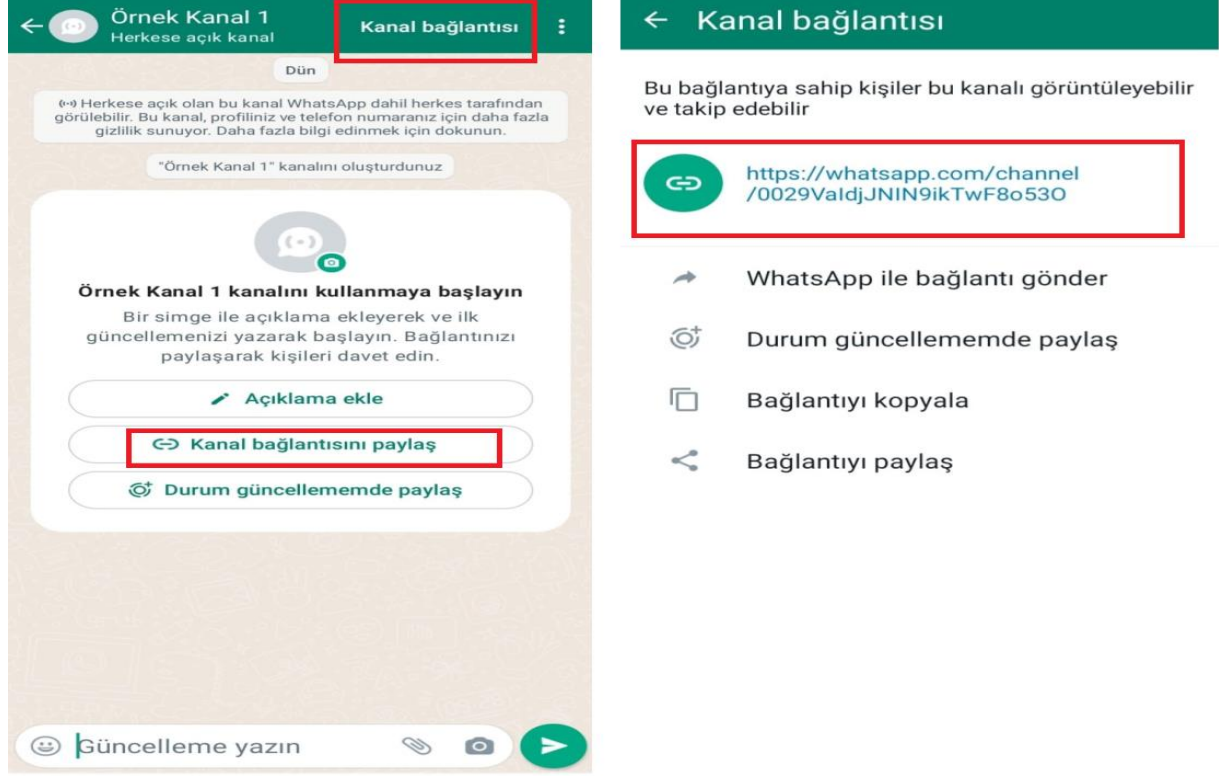 Örnek Kanal 1
Herkese açık kanal
Kanal bağlantısı
Dün
Herkese açık olan bu kanal WhatsApp dahil herkes tarafından
görülebilir. Bu kanal, profiliniz ve telefon numaranız için daha fazla
gizlilik sunuyor. Daha fazla bilgi edinmek için dokunun.
"Örnek Kanal 1" kanalını oluşturdunuz
Örnek Kanal 1 kanalını kullanmaya başlayın
Bir simge ile açıklama ekleyerek ve ilk
güncellemenizi yazarak başlayın. Bağlantınızı
paylaşarak kişileri davet edin.
Açıklama ekle
Kanal bağlantısını paylaş
Durum güncellememde paylaş
Güncelleme yazın
Kanal bağlantısı
Bu bağlantıya sahip kişiler bu kanalı görüntüleyebilir
ve takip edebilir
https://whatsapp.com/channel
/0029VaIdjJNIN9ikTwF8o53O
WhatsApp ile bağlantı gönder
Durum güncellememde paylaş
Bağlantıyı kopyala
Bağlantıyı paylaş